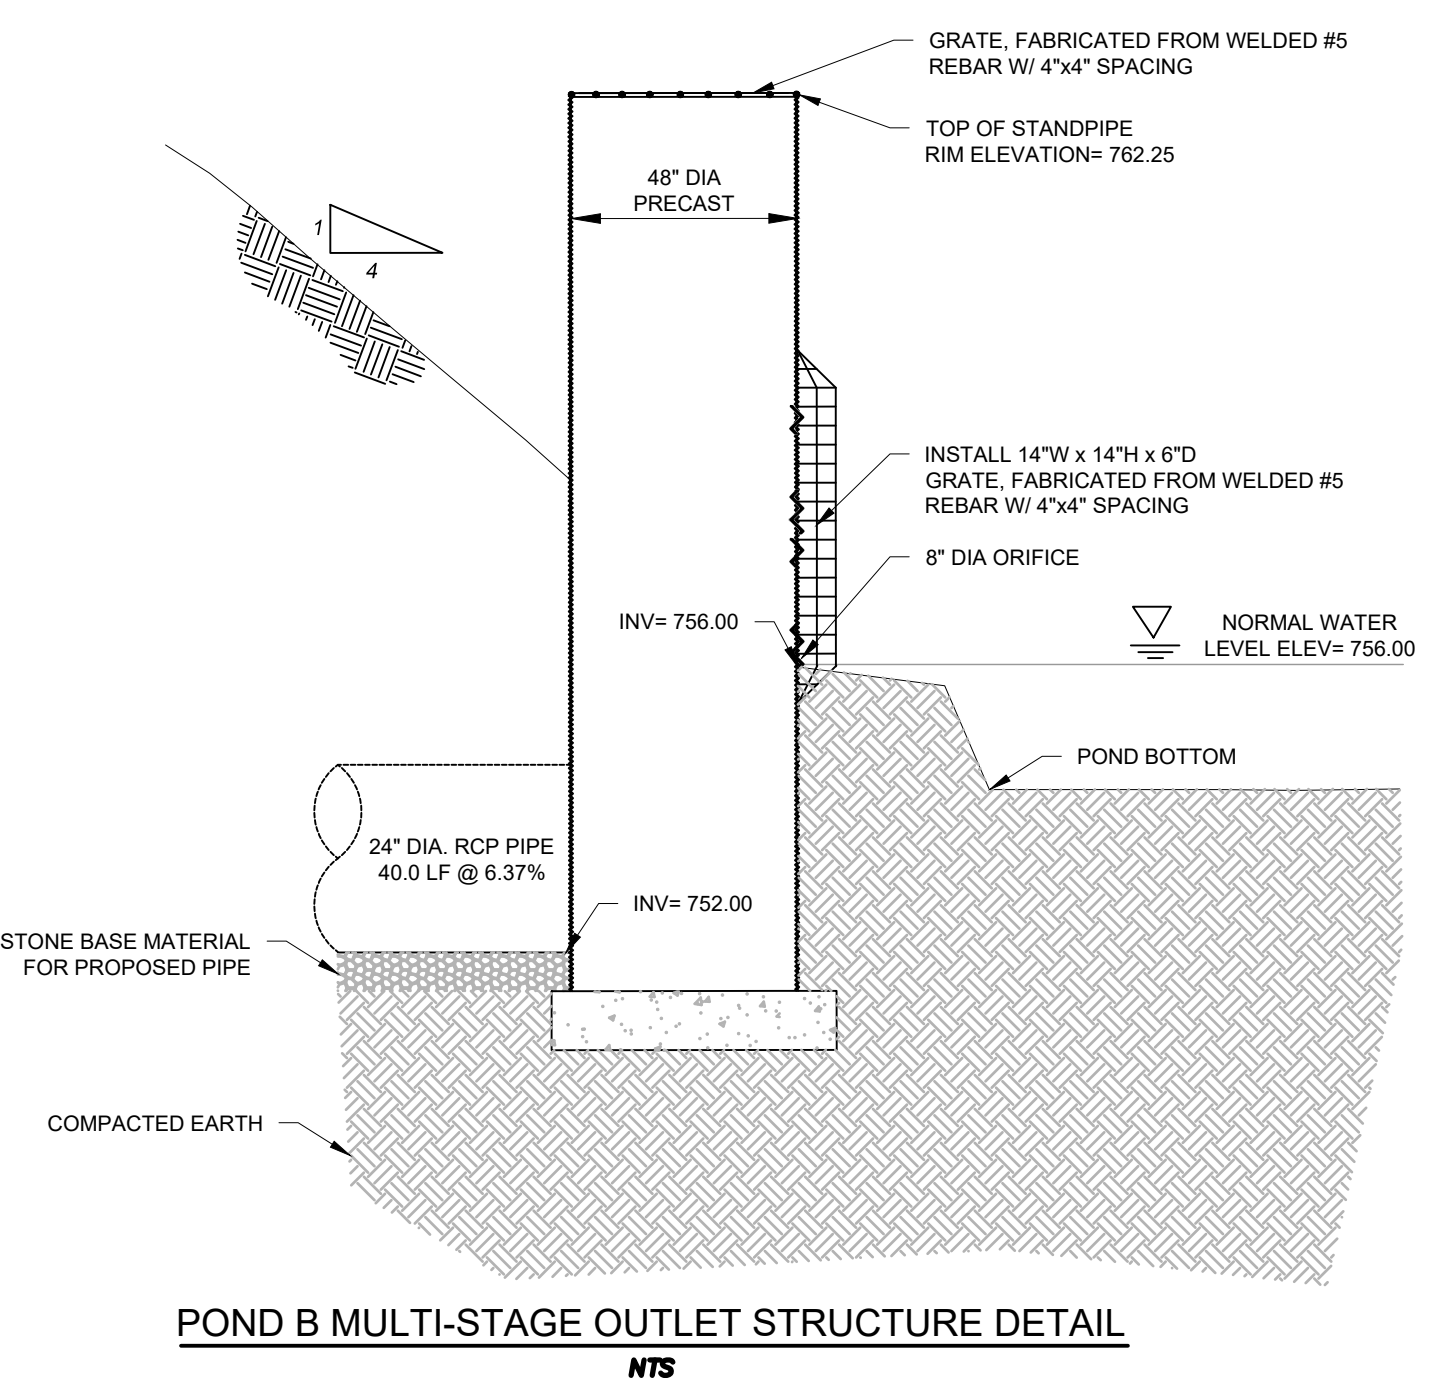 GRATE, FABRICATED FROM WELDED #5
REBAR W/ 4"x4" SPACING
TOP OF STANDPIPE
RIM ELEVATION= 762.25
48" DIA
PRECAST
1
4
INSTALL 14"W x 14"H x 6"D
GRATE, FABRICATED FROM WELDED #5
REBAR W/ 4"x4" SPACING
8" DIA ORIFICE
INV= 756.00
NORMAL WATER
LEVEL ELEV= 756.00
POND BOTTOM
24" DIA. RCP PIPE
40.0 LF @ 6.37%
INV= 752.00
STONE BASE MATERIAL
FOR PROPOSED PIPE
COMPACTED EARTH
POND B MULTI-STAGE OUTLET STRUCTURE DETAIL
NTS